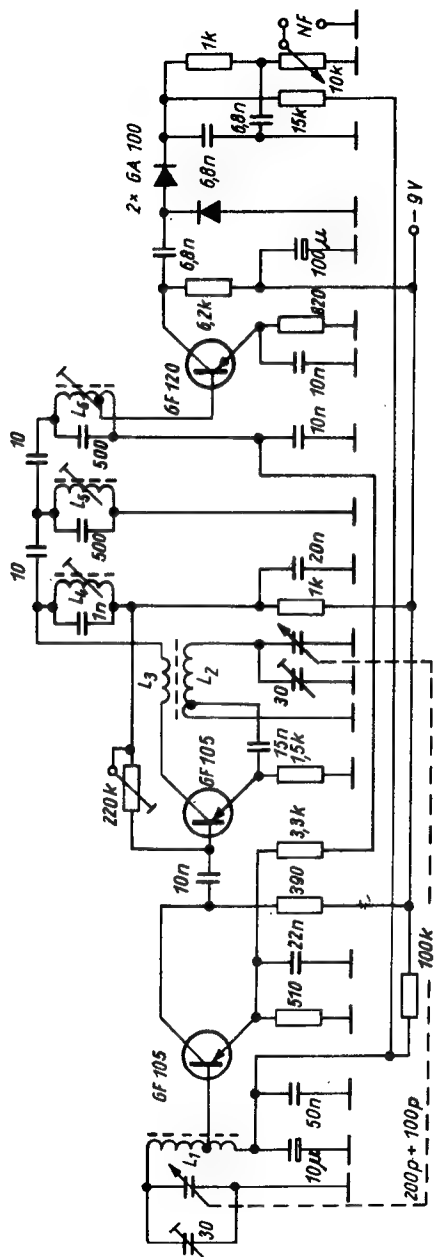 30
L₁
200p + 100p
10µ
50n
GF 105
510
22n
100k
10n
390
3,3k
220k
GF 105
15n
1,5k
L₃
L₂
30
10
L₄
1n
1k
20n
10
L₅
500
L₆
500
10n
GF 120
10n
820
6,2k
100µ
- 9V
6,8n
2× GA 100
6,8n
6,8n
15k
1k
10k
NF